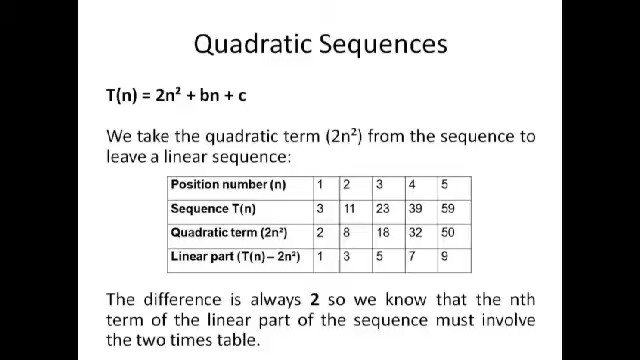 Quadratic Sequences
T(n) = 2n² + bn + c
We take the quadratic term (2n²) from the sequence to
leave a linear sequence:
Position number (n) 1 2 3 4 5
Sequence T(n) 3 11 23 39 59
Quadratic term (2n²) 2 8 18 32 50
Linear part (T(n) – 2n²) 1 3 5 7 9
The difference is always 2 so we know that the nth
term of the linear part of the sequence must involve
the two times table.